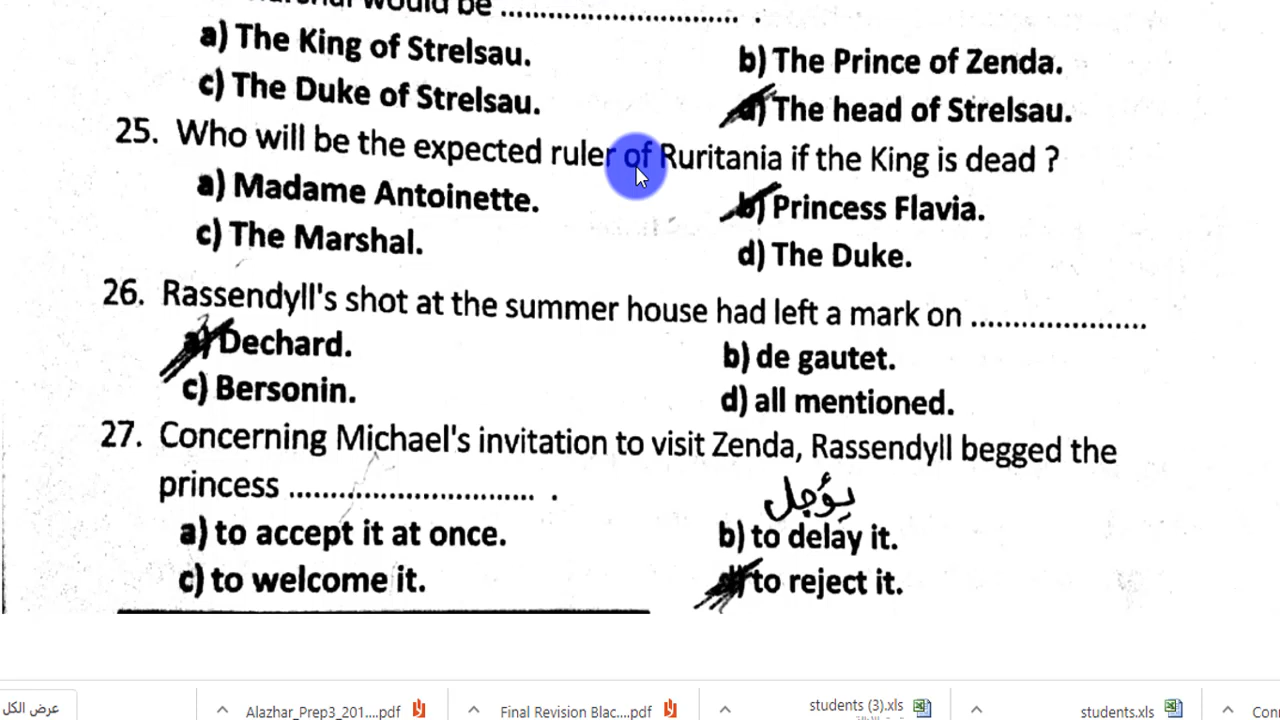 would be ............................ .
a) The King of Strelsau.
b) The Prince of Zenda.
c) The Duke of Strelsau.
d) The head of Strelsau.
25. Who will be the expected ruler of Ruritania if the King is dead ?
a) Madame Antoinette.
b) Princess Flavia.
c) The Marshal.
d) The Duke.
26. Rassendyll's shot at the summer house had left a mark on .....................
a) Dechard.
b) de gautet.
c) Bersonin.
d) all mentioned.
27. Concerning Michael's invitation to visit Zenda, Rassendyll begged the
princess ............................. .
يؤجل
a) to accept it at once.
b) to delay it.
c) to welcome it.
to reject it.
عرض الكل
Alazhar_Prep3_201....pdf
Final Revision Blac....pdf
students (3).xls
students.xls